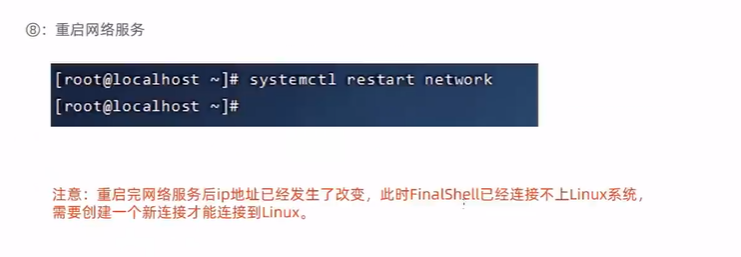 ⑧：重启网络服务
[root@localhost ~]# systemctl restart network
[root@localhost ~]#
注意：重启完网络服务后ip地址已经发生了改变，此时FinalShell已经连接不上Linux系统，
需要创建一个新连接才能连接到Linux。